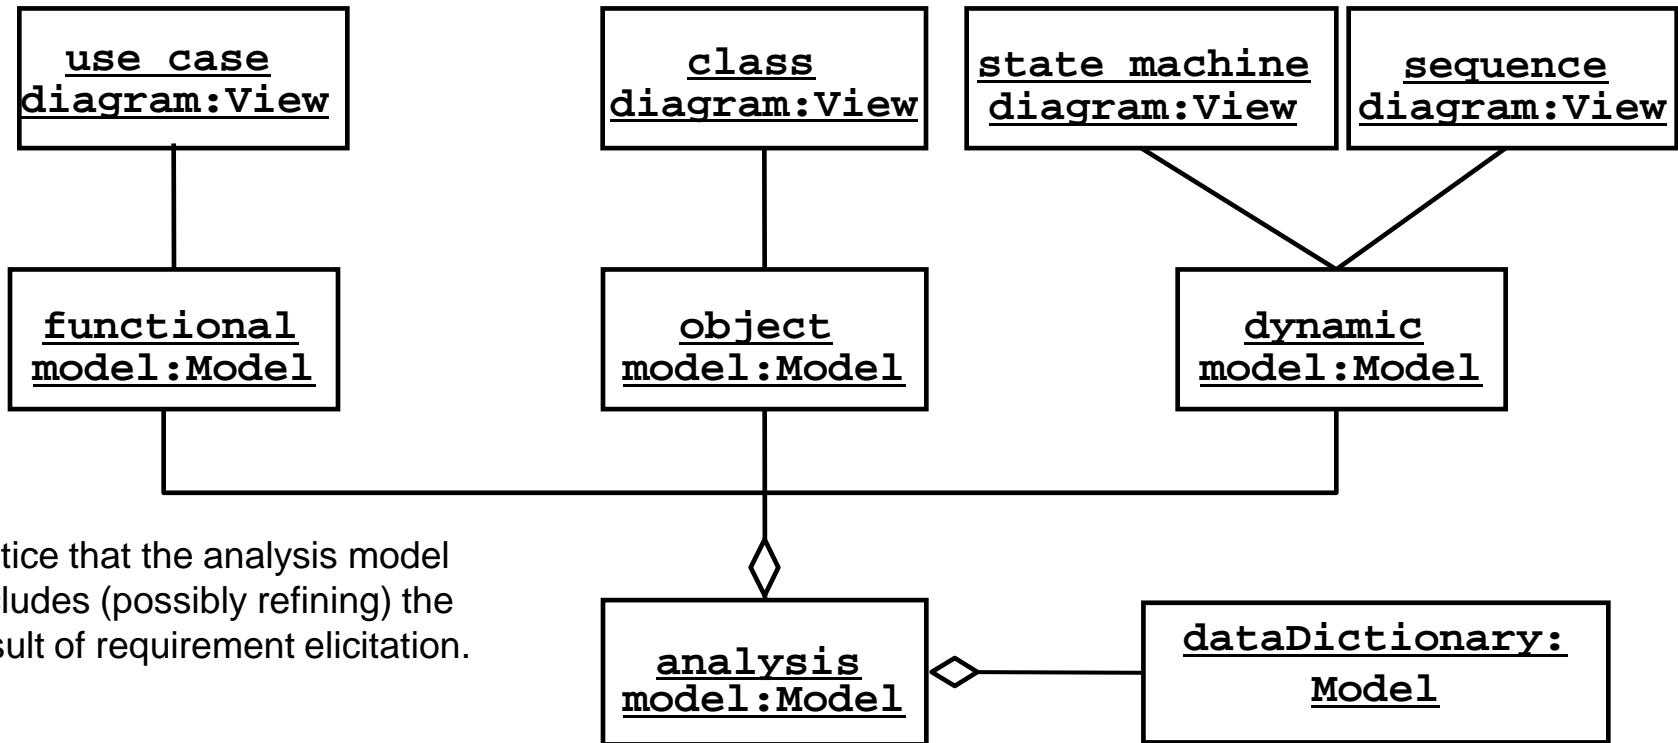 use case
diagram:View
class
diagram:View
state machine
diagram:View
sequence
diagram:View
functional
model:Model
object
model:Model
dynamic
model:Model
tice that the analysis model
cludes (possibly refining) the
sult of requirement elicitation.
analysis
model:Model
dataDictionary:
Model